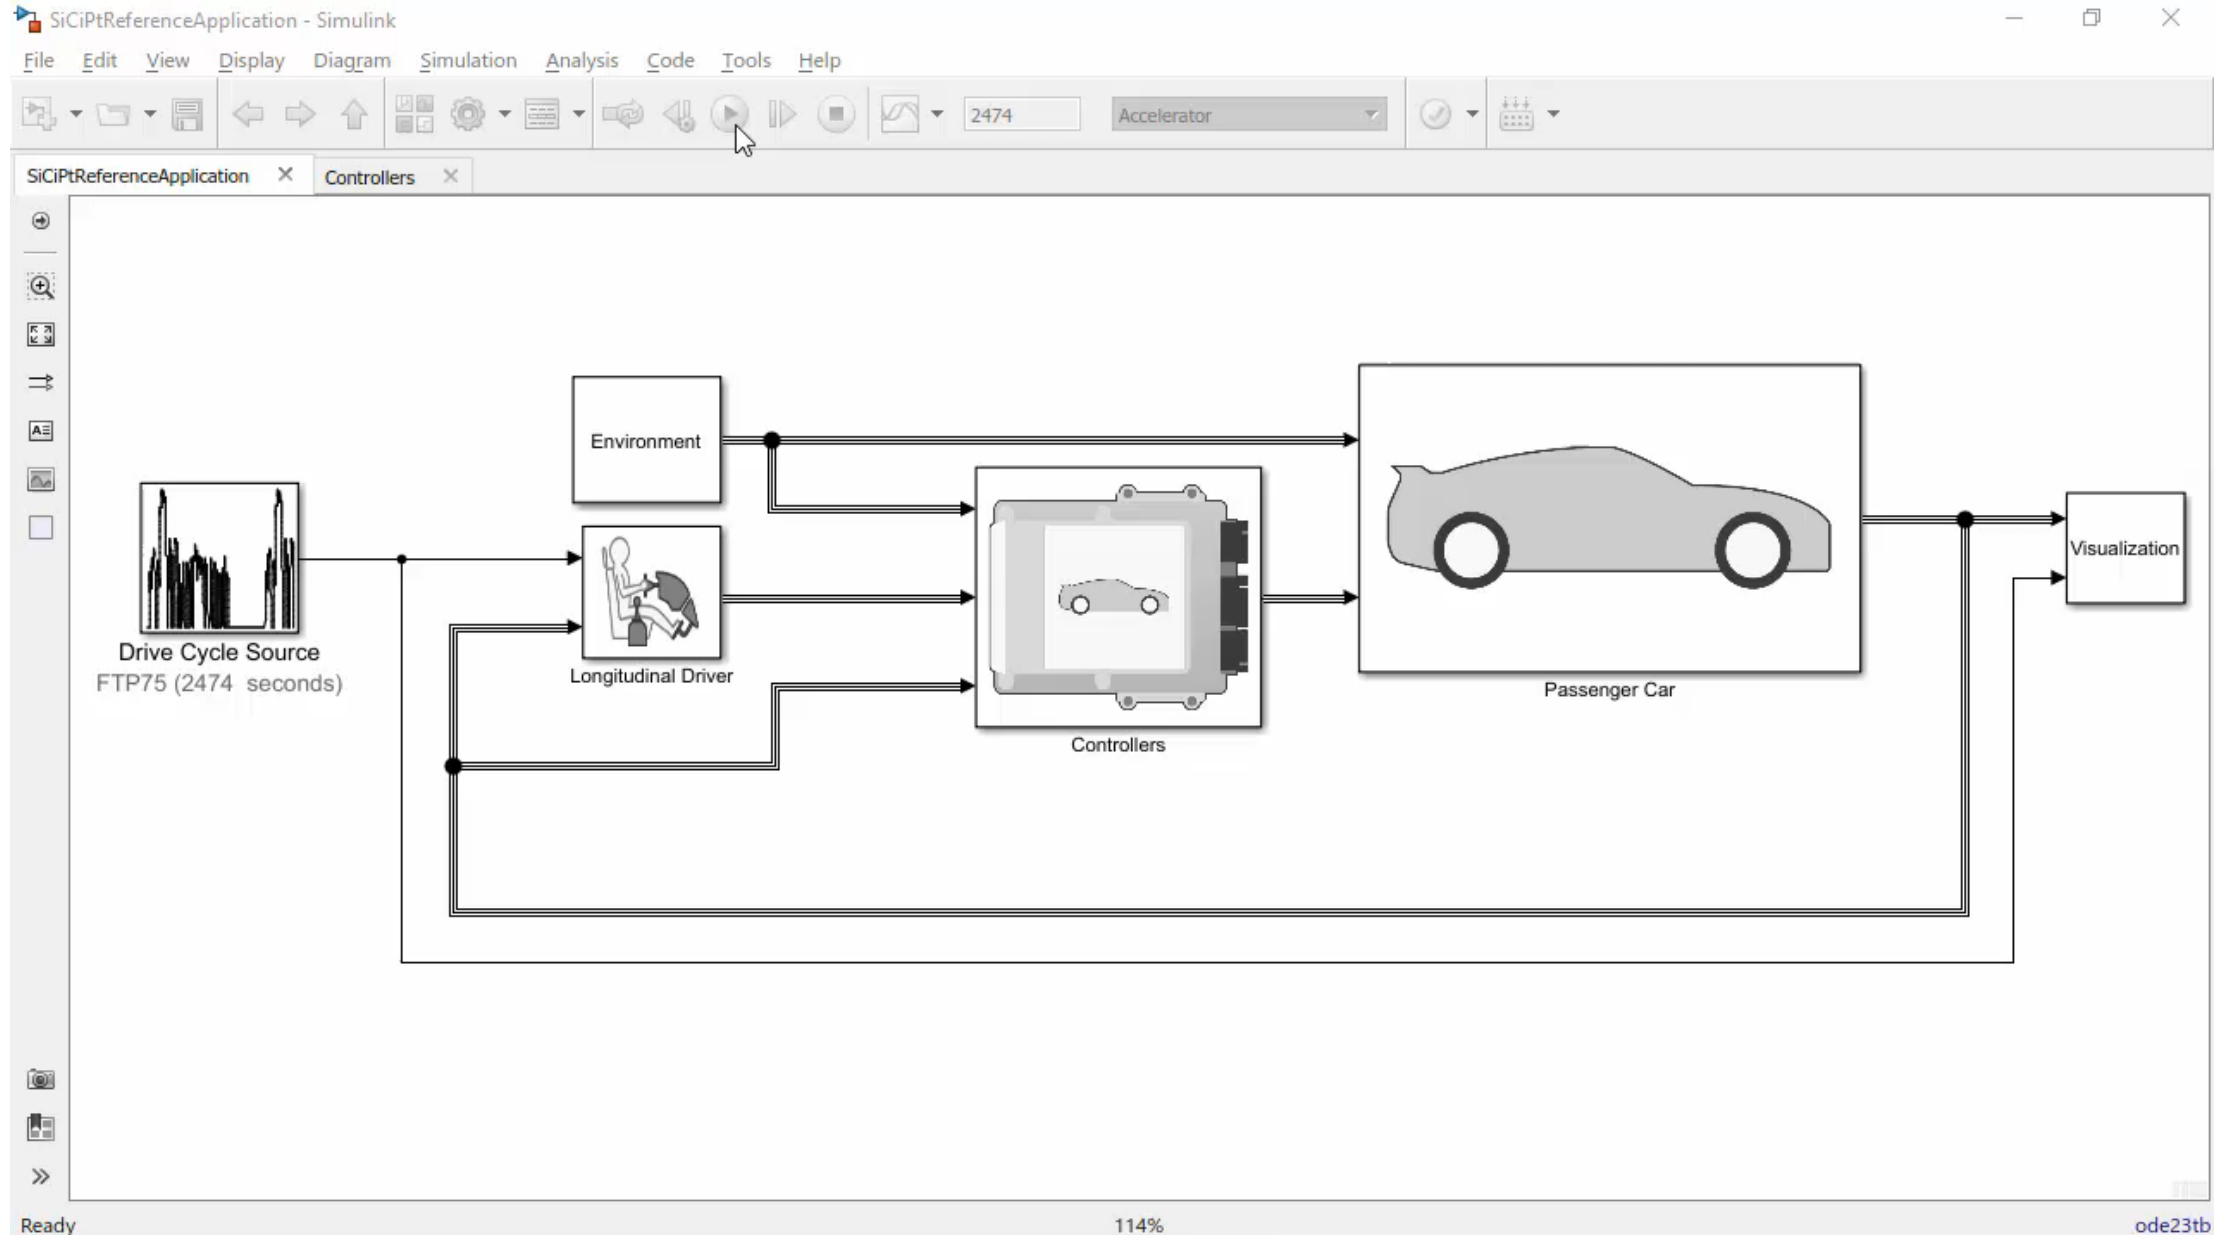 SiCiPtReferenceApplication - Simulink
File Edit View Display Diagram Simulation Analysis Code Tools Help
2474 Accelerator
SiCiPtReferenceApplication Controllers
Environment
Visualization
Drive Cycle Source
FTP75 (2474 seconds)
Longitudinal Driver
Passenger Car
Controllers
Ready 114% ode23tb